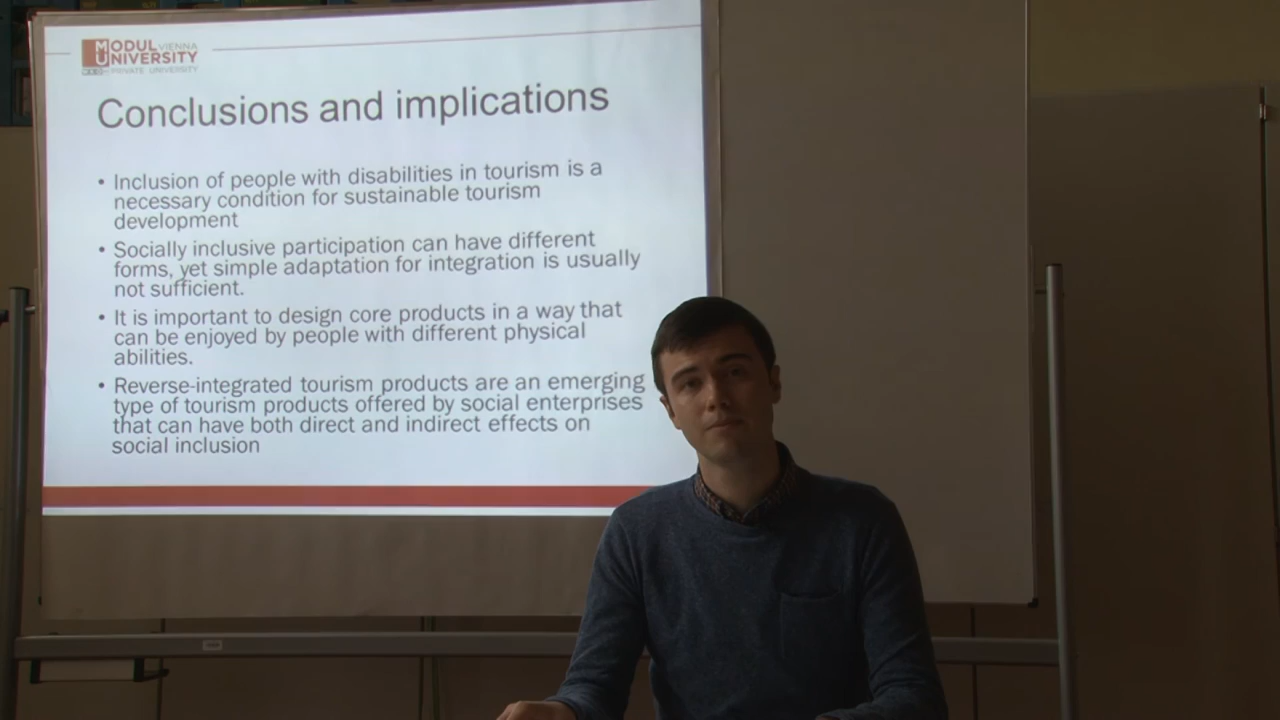 MODUL VIENNA
UNIVERSITY
PRIVATE UNIVERSITY
Conclusions and implications
• Inclusion of people with disabilities in tourism is a
necessary condition for sustainable tourism
development
• Socially inclusive participation can have different
forms, yet simple adaptation for integration is usually
not sufficient.
• It is important to design core products in a way that
can be enjoyed by people with different physical
abilities.
• Reverse-integrated tourism products are an emerging
type of tourism products offered by social enterprises
that can have both direct and indirect effects on
social inclusion